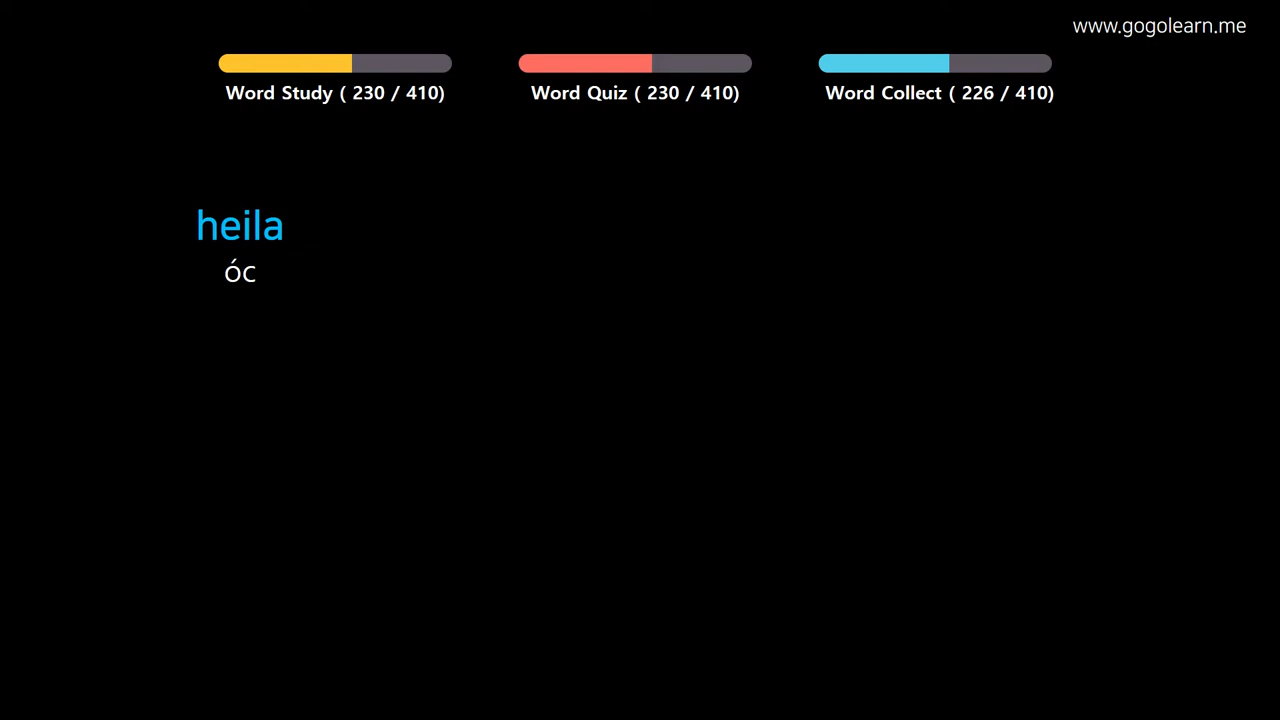 www.gogolearn.me
Word Study ( 230 / 410)
Word Quiz ( 230 / 410)
Word Collect ( 226 / 410)
heila
óc